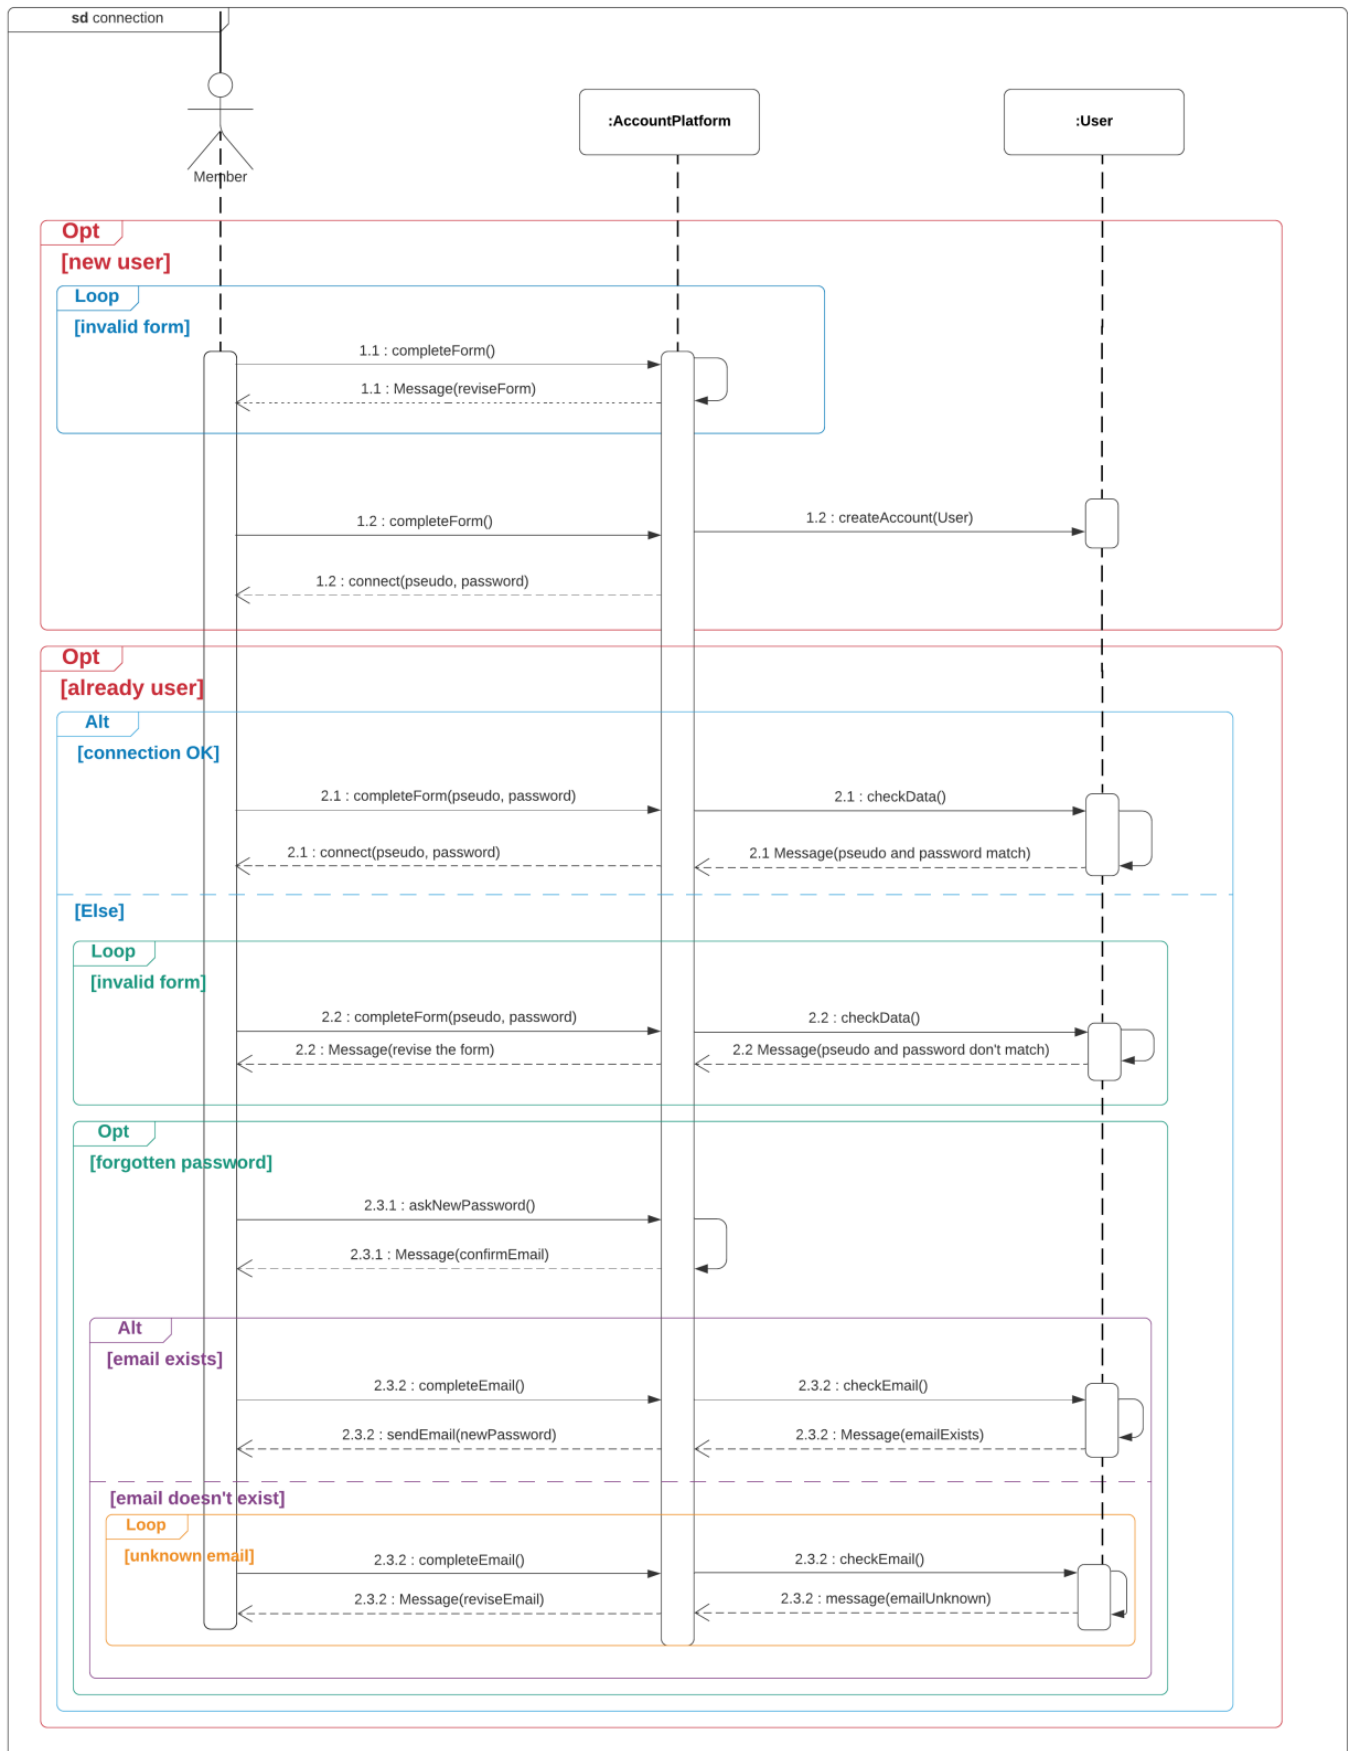 sd connection
Member
:AccountPlatform
:User
Opt
[new user]
Loop
[invalid form]
1.1 : completeForm()
1.1 : Message(reviseForm)
1.2 : completeForm()
1.2 : createAccount(User)
1.2 : connect(pseudo, password)
Opt
[already user]
Alt
[connection OK]
2.1 : completeForm(pseudo, password)
2.1 : checkData()
2.1 : connect(pseudo, password)
2.1 Message(pseudo and password match)
[Else]
Loop
[invalid form]
2.2 : completeForm(pseudo, password)
2.2 : checkData()
2.2 : Message(revise the form)
2.2 Message(pseudo and password don't match)
Opt
[forgotten password]
2.3.1 : askNewPassword()
2.3.1 : Message(confirmEmail)
Alt
[email exists]
2.3.2 : completeEmail()
2.3.2 : checkEmail()
2.3.2 : sendEmail(newPassword)
2.3.2 : Message(emailExists)
[email doesn't exist]
Loop
[unknown email]
2.3.2 : completeEmail()
2.3.2 : checkEmail()
2.3.2 : Message(reviseEmail)
2.3.2 : message(emailUnknown)